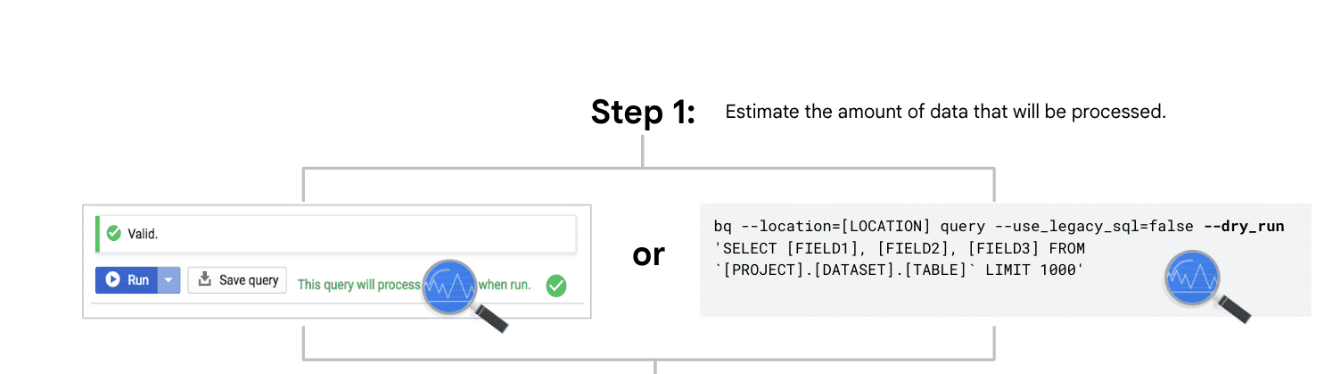 Step 1: Estimate the amount of data that will be processed.
Valid.
Run Save query This query will process when run.
or
bq --location=[LOCATION] query --use_legacy_sql=false --dry_run
'SELECT [FIELD1], [FIELD2], [FIELD3] FROM
`[PROJECT].[DATASET].[TABLE]` LIMIT 1000'